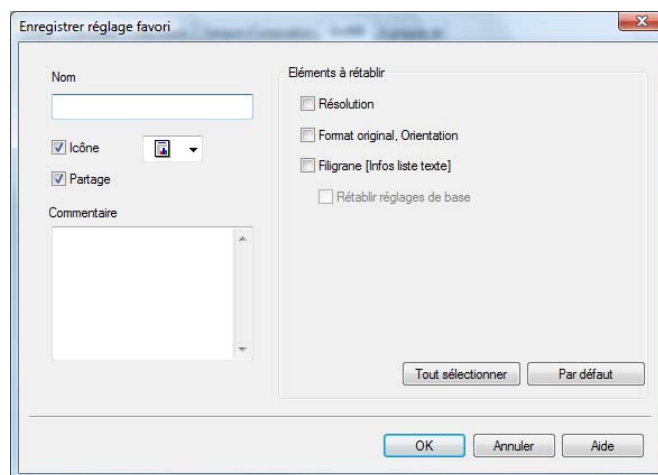 Enregistrer réglage favori
Nom
Icône
Partage
Commentaire
Eléments à rétablir
Résolution
Format original, Orientation
Filigrane [Infos liste texte]
Rétablir réglages de base
Tout sélectionner
Par défaut
OK
Annuler
Aide